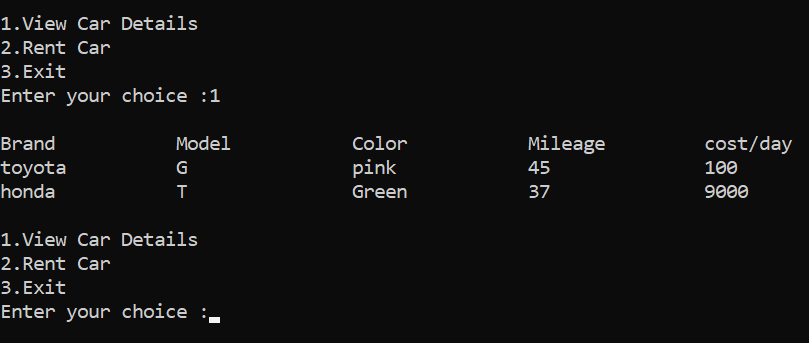 1.View Car Details
2.Rent Car
3.Exit
Enter your choice :1
Brand Model Color Mileage cost/day
toyota G pink 45 100
honda T Green 37 9000
1.View Car Details
2.Rent Car
3.Exit
Enter your choice :